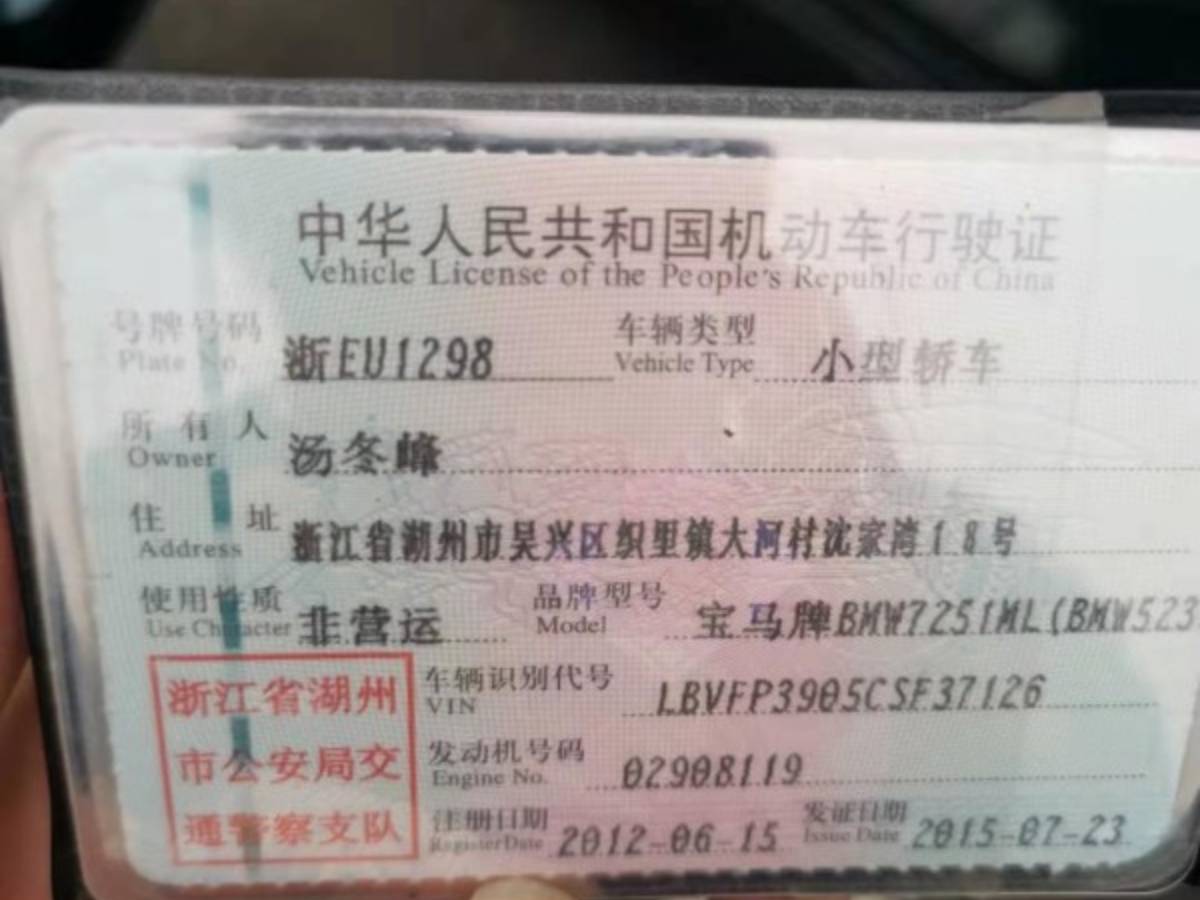 中华人民共和国机动车行驶证
Vehicle License of the People's Republic of China
号牌号码 浙EU1298 车辆类型 小型轿车
Plate No. Vehicle Type
所有人 汤冬峰
Owner
住址 浙江省湖州市吴兴区织里镇大河村沈家湾18号
Address
使用性质 非营运 品牌型号 宝马牌BMW7251ML(BMW523
Use Character Model
浙江省湖州
市公安局交
通警察支队
车辆识别代号 LBVFP3905CSF37126
VIN
发动机号码 02908119
Engine No.
注册日期 2012-06-15 发证日期 2015-07-23
Register Date Issue Date